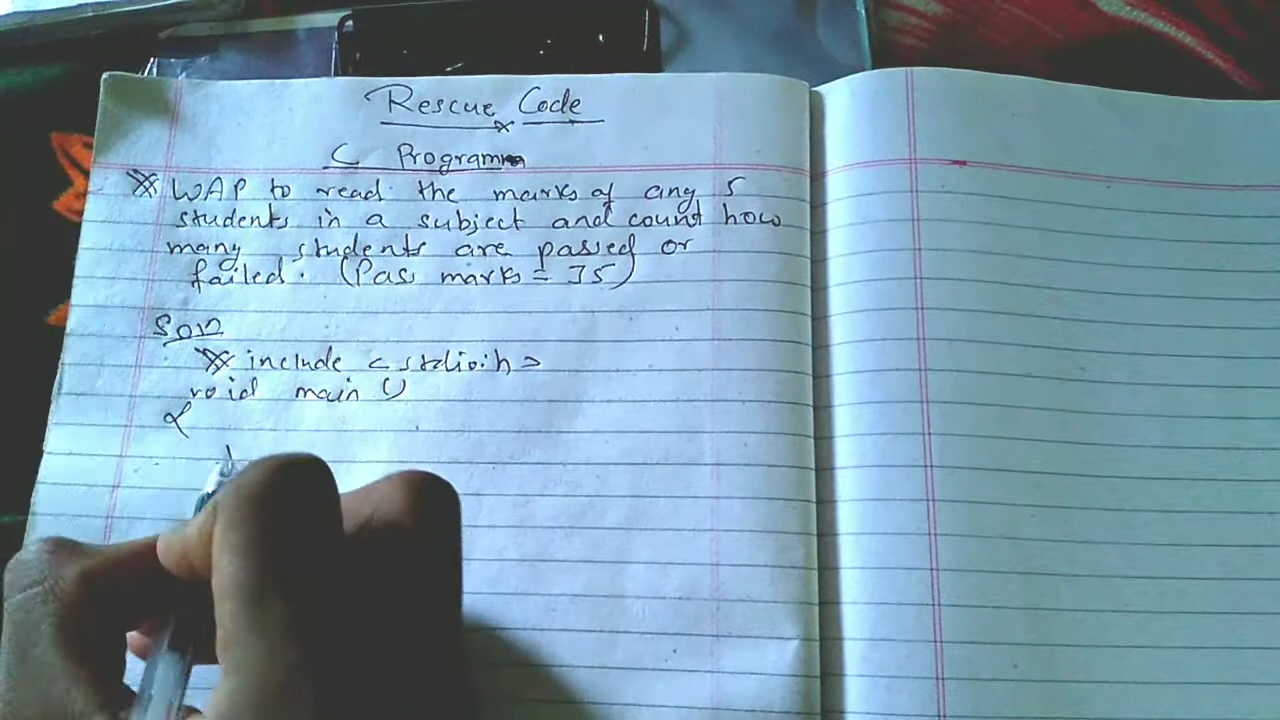 Rescue Code
C Program
* WAP to read the marks of any 5
students in a subject and count how
many students are passed or
failed. (Pass marks = 35)
Soln
# include <stdio.h>
void main ()
{